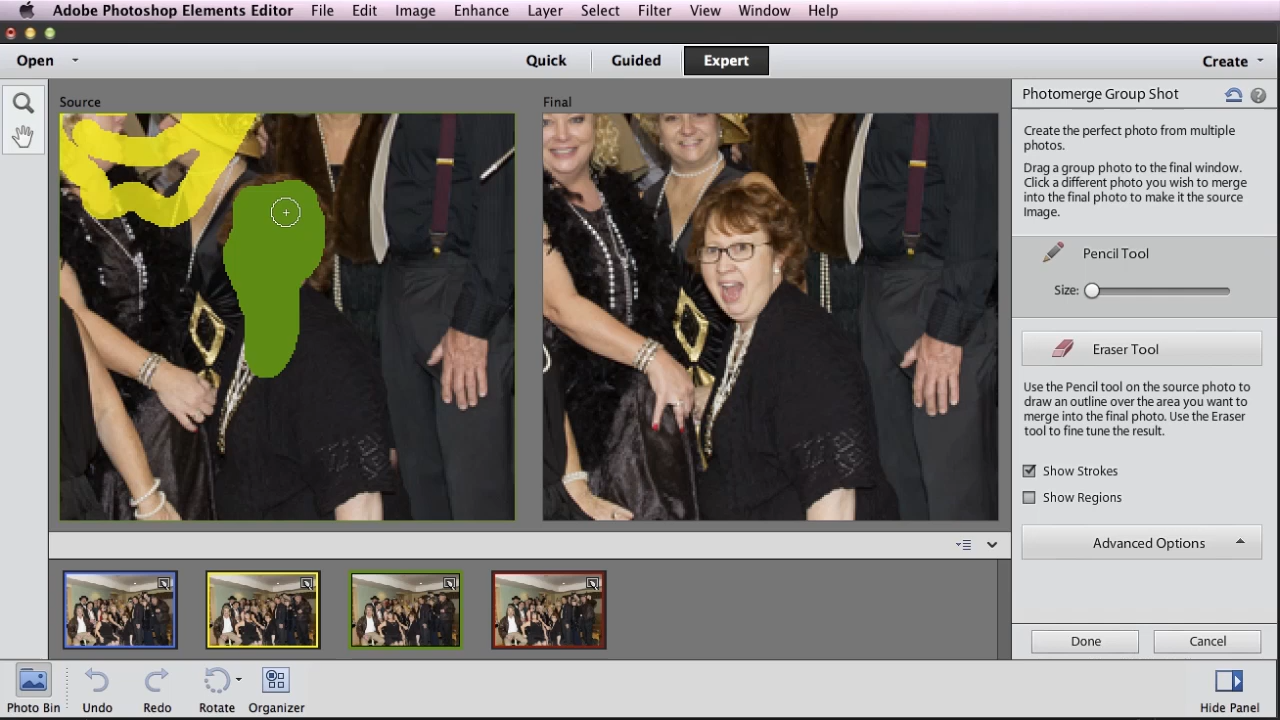 Adobe Photoshop Elements Editor File Edit Image Enhance Layer Select Filter View Window Help
Open Quick Guided Expert Create
Source Final Photomerge Group Shot
Create the perfect photo from multiple
photos.
Drag a group photo to the final window.
Click a different photo you wish to merge
into the final photo to make it the source
Image.
Pencil Tool
Size:
Eraser Tool
Use the Pencil tool on the source photo to
draw an outline over the area you want to
merge into the final photo. Use the Eraser
tool to fine tune the result.
Show Strokes
Show Regions
Advanced Options
Done Cancel
Photo Bin Undo Redo Rotate Organizer Hide Panel